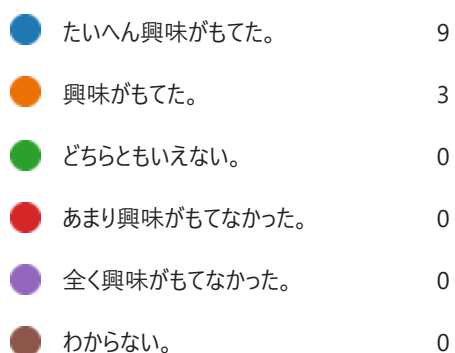 たいへん興味がもてた。 9
興味がもてた。 3
どちらともいえない。 0
あまり興味がもてなかった。 0
全く興味がもてなかった。 0
わからない。 0